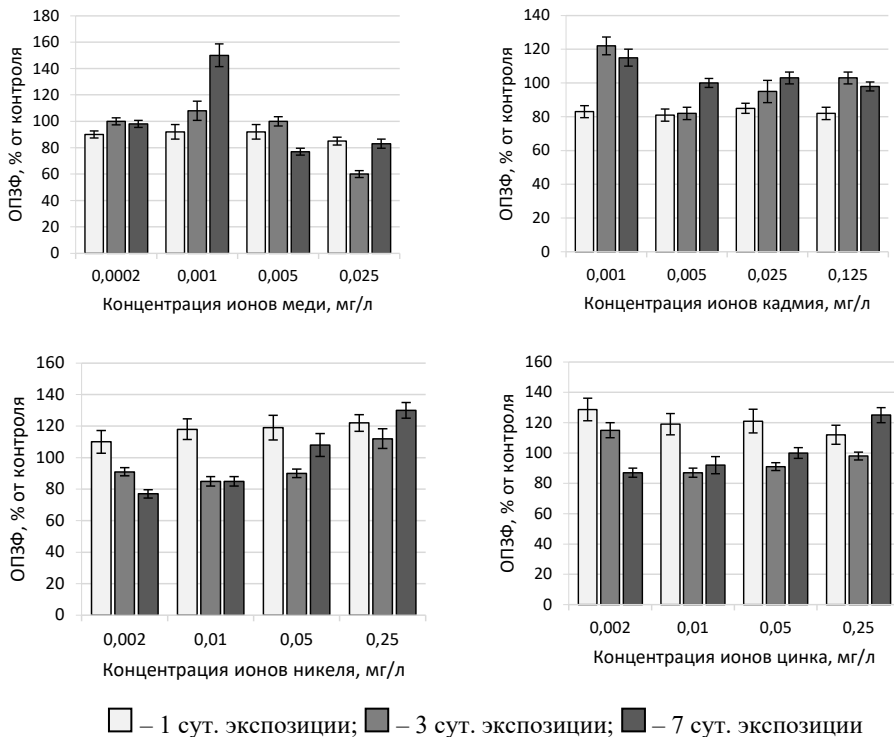 ОПЗФ, % от контроля
180
160
140
120
100
80
60
40
20
0
0,0002 0,001 0,005 0,025
Концентрация ионов меди, мг/л
ОПЗФ, % от контроля
140
120
100
80
60
40
20
0
0,001 0,005 0,025 0,125
Концентрация ионов кадмия, мг/л
ОПЗФ, % от контроля
160
140
120
100
80
60
40
20
0
0,002 0,01 0,05 0,25
Концентрация ионов никеля, мг/л
ОПЗФ, % от контроля
160
140
120
100
80
60
40
20
0
0,002 0,01 0,05 0,25
Концентрация ионов цинка, мг/л
– 1 сут. экспозиции; – 3 сут. экспозиции; – 7 сут. экспозиции